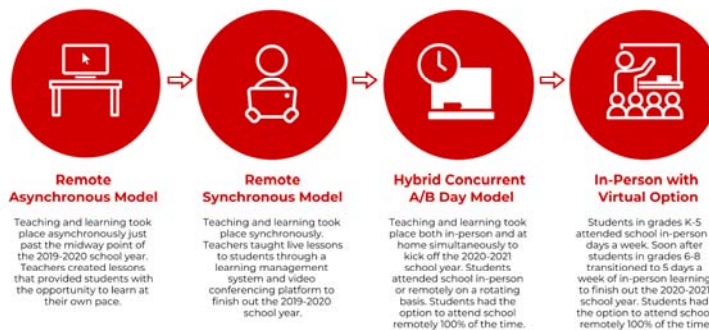 Remote
Asynchronous Model
Teaching and learning took
place asynchronously just
past the midway point of
the 2019-2020 school year.
Teachers created lessons
that provided students with
the opportunity to learn at
their own pace.
Remote
Synchronous Model
Teaching and learning took
place synchronously.
Teachers taught live lessons
to students through a
learning management
system and video
conferencing platform to
finish out the 2019-2020
school year.
Hybrid Concurrent
A/B Day Model
Teaching and learning took
place both in-person and at
home simultaneously to
kick off the 2020-2021
school year. Students
attended school in-person
or remotely on a rotating
basis. Students had the
option to attend school
remotely 100% of the time.
In-Person with
Virtual Option
Students in grades K-5
attended school in-person
days a week. Soon after
students in grades 6-8
transitioned to 5 days a
week of in-person learning
to finish out the 2020-2021
school year. Students had
the option to attend school
remotely 100% of the time